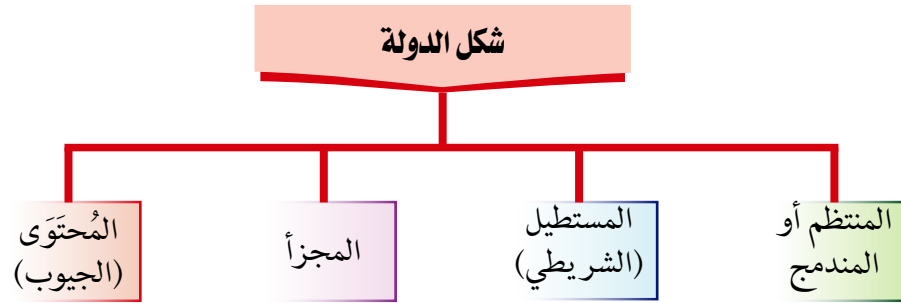 شكل الدولة
المنتظم أو
المندمج
المستطيل
(الشريطي)
المجزأ
المُحتَوَى
(الجيوب)